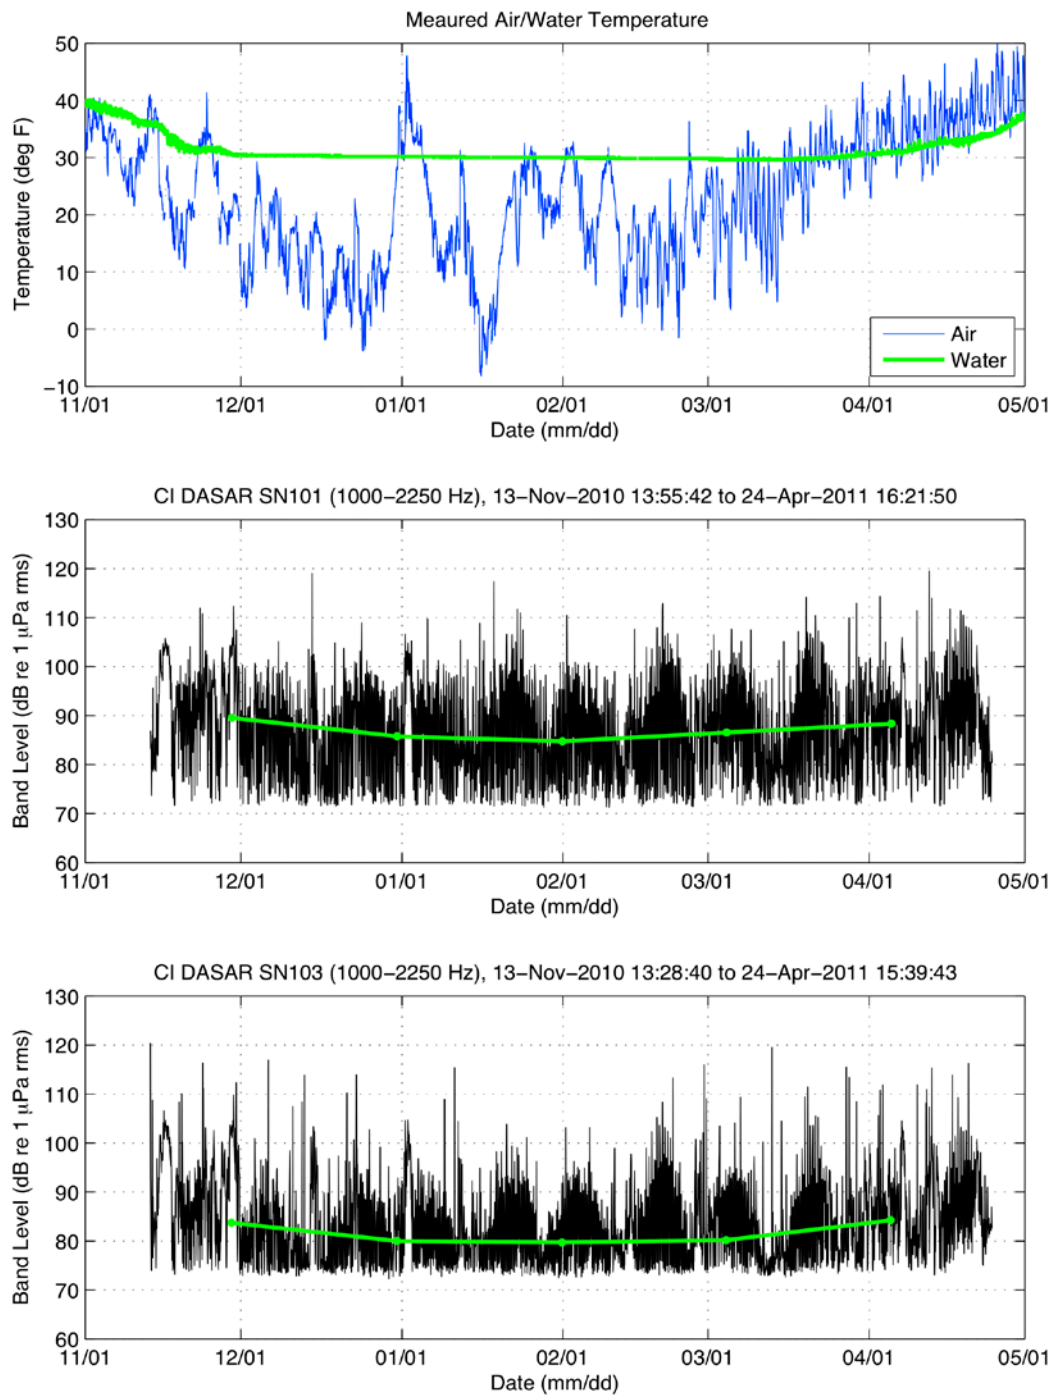 Meaured Air/Water Temperature
50
40
30
20
10
0
−10
Temperature (deg F)
Air
Water
11/01 12/01 01/01 02/01 03/01 04/01 05/01
Date (mm/dd)
CI DASAR SN101 (1000−2250 Hz), 13−Nov−2010 13:55:42 to 24−Apr−2011 16:21:50
130
120
110
100
90
80
70
60
Band Level (dB re 1 μPa rms)
11/01 12/01 01/01 02/01 03/01 04/01 05/01
Date (mm/dd)
CI DASAR SN103 (1000−2250 Hz), 13−Nov−2010 13:28:40 to 24−Apr−2011 15:39:43
130
120
110
100
90
80
70
60
Band Level (dB re 1 μPa rms)
11/01 12/01 01/01 02/01 03/01 04/01 05/01
Date (mm/dd)